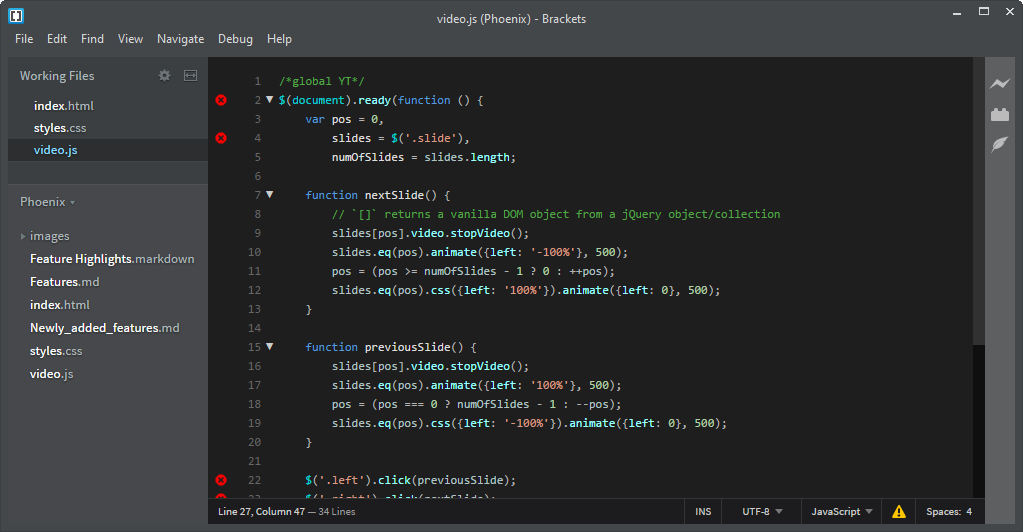 video.js (Phoenix) - Brackets
File Edit Find View Navigate Debug Help
Working Files
index.html
styles.css
video.js
Phoenix
images
Feature Highlights.markdown
Features.md
index.html
Newly_added_features.md
styles.css
video.js
1 /*global YT*/
2 $(document).ready(function () {
3 var pos = 0,
4 slides = $('.slide'),
5 numOfSlides = slides.length;
6
7 function nextSlide() {
8 // `[]` returns a vanilla DOM object from a jQuery object/collection
9 slides[pos].video.stopVideo();
10 slides.eq(pos).animate({left: '-100%'}, 500);
11 pos = (pos >= numOfSlides - 1 ? 0 : ++pos);
12 slides.eq(pos).css({left: '100%'}).animate({left: 0}, 500);
13 }
14
15 function previousSlide() {
16 slides[pos].video.stopVideo();
17 slides.eq(pos).animate({left: '100%'}, 500);
18 pos = (pos === 0 ? numOfSlides - 1 : --pos);
19 slides.eq(pos).css({left: '-100%'}).animate({left: 0}, 500);
20 }
21
22 $('.left').click(previousSlide);
23 $('.right').click(nextSlide);
Line 27, Column 47 — 34 Lines INS UTF-8 JavaScript Spaces: 4